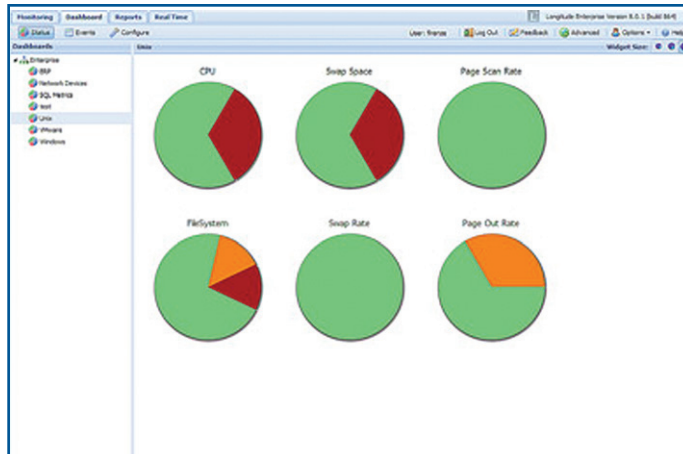 Monitoring Dashboard Reports Real Time Longitude Enterprise Version 8.0.1 [build 864]
Status Events Configure User: Log Out Feedback Advanced Options Help
Dashboards Unix Widget Size:
Enterprise
ERP
Network Devices
SQL Metrics
test
Unix
VMware
Windows
CPU Swap Space Page Scan Rate
FileSystem Swap Rate Page Out Rate